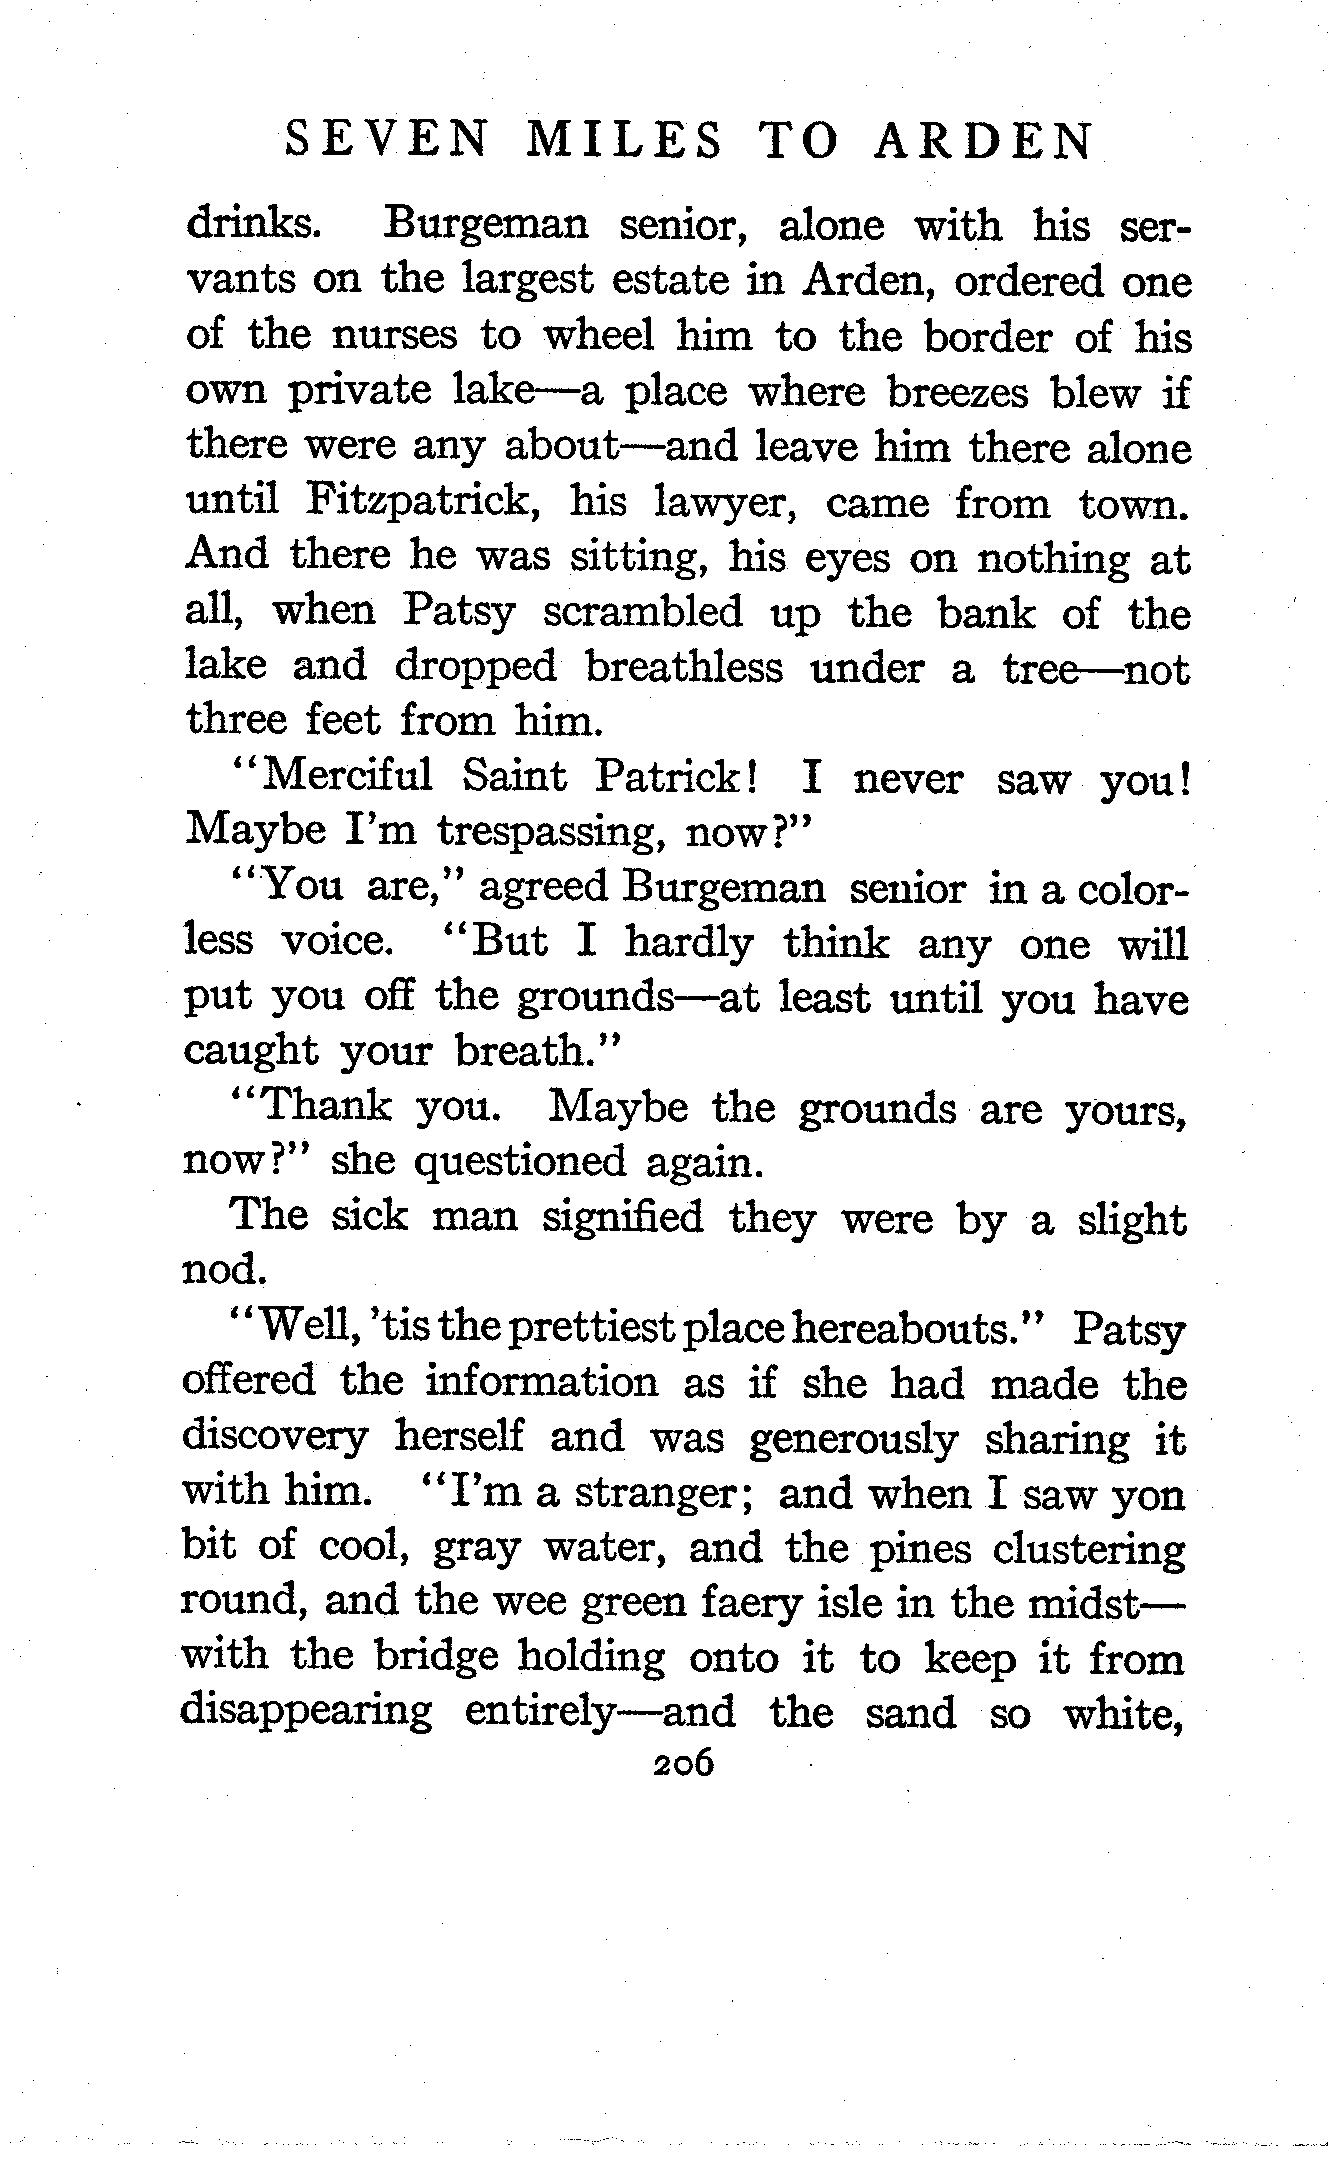 SEVEN MILES TO ARDEN
drinks. Burgeman senior, alone with his ser-
vants on the largest estate in Arden, ordered one
of the nurses to wheel him to the border of his
own private lake—a place where breezes blew if
there were any about—and leave him there alone
until Fitzpatrick, his lawyer, came from town.
And there he was sitting, his eyes on nothing at
all, when Patsy scrambled up the bank of the
lake and dropped breathless under a tree—not
three feet from him.
“Merciful Saint Patrick! I never saw you!
Maybe I’m trespassing, now?”
“You are,” agreed Burgeman senior in a color-
less voice. “But I hardly think any one will
put you off the grounds—at least until you have
caught your breath.”
“Thank you. Maybe the grounds are yours,
now?” she questioned again.
The sick man signified they were by a slight
nod.
“Well, ’tis the prettiest place hereabouts.” Patsy
offered the information as if she had made the
discovery herself and was generously sharing it
with him. “I’m a stranger; and when I saw yon
bit of cool, gray water, and the pines clustering
round, and the wee green faery isle in the midst—
with the bridge holding onto it to keep it from
disappearing entirely—and the sand so white,
206